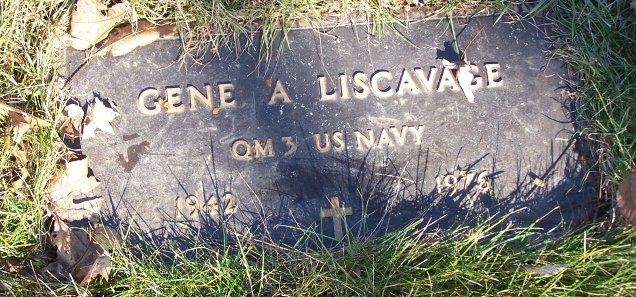 GENE A LISCAVAGE
QM 3 US NAVY
1942 1976